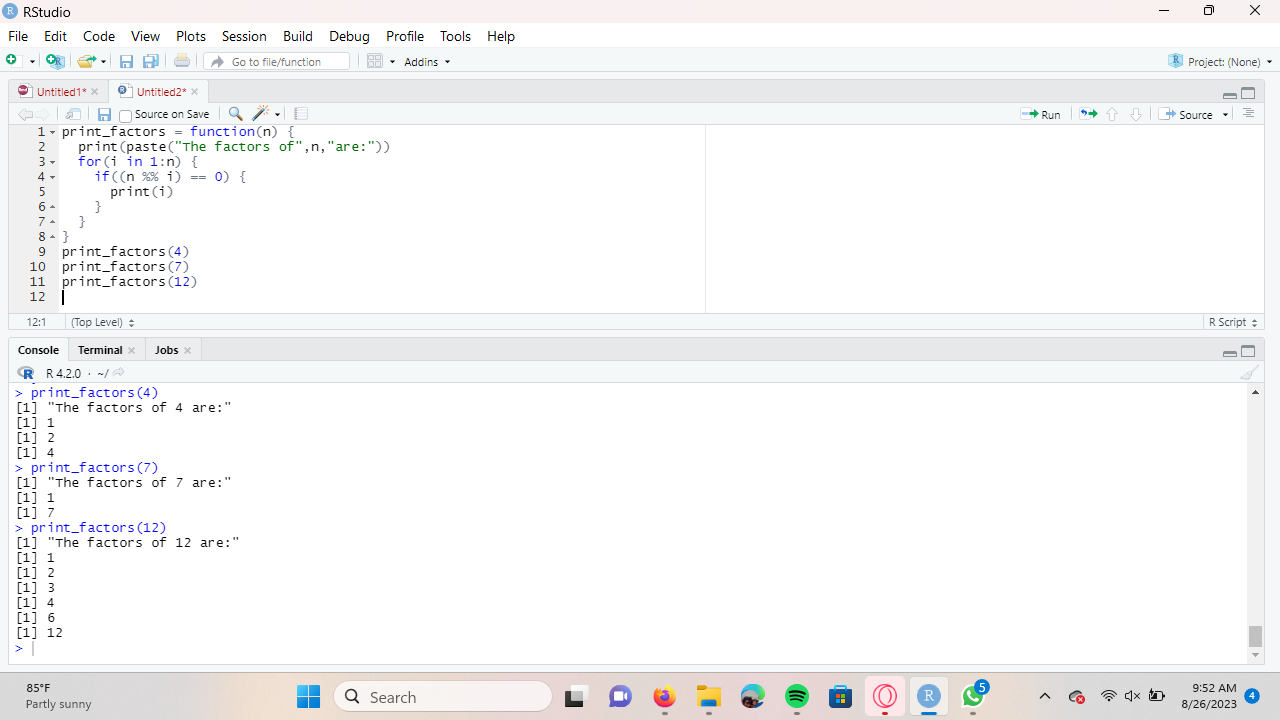 RStudio
File Edit Code View Plots Session Build Debug Profile Tools Help
Go to file/function Addins Project: (None)
Untitled1* Untitled2*
Source on Save Run Source
1 print_factors = function(n) {
2   print(paste("The factors of",n,"are:"))
3   for(i in 1:n) {
4     if((n %% i) == 0) {
5       print(i)
6     }
7   }
8 }
9 print_factors(4)
10 print_factors(7)
11 print_factors(12)
12
12:1 (Top Level) R Script
Console Terminal Jobs
R 4.2.0 · ~/
> print_factors(4)
[1] "The factors of 4 are:"
[1] 1
[1] 2
[1] 4
> print_factors(7)
[1] "The factors of 7 are:"
[1] 1
[1] 7
> print_factors(12)
[1] "The factors of 12 are:"
[1] 1
[1] 2
[1] 3
[1] 4
[1] 6
[1] 12
>
85°F
Partly sunny
Search
5
9:52 AM
8/26/2023
4